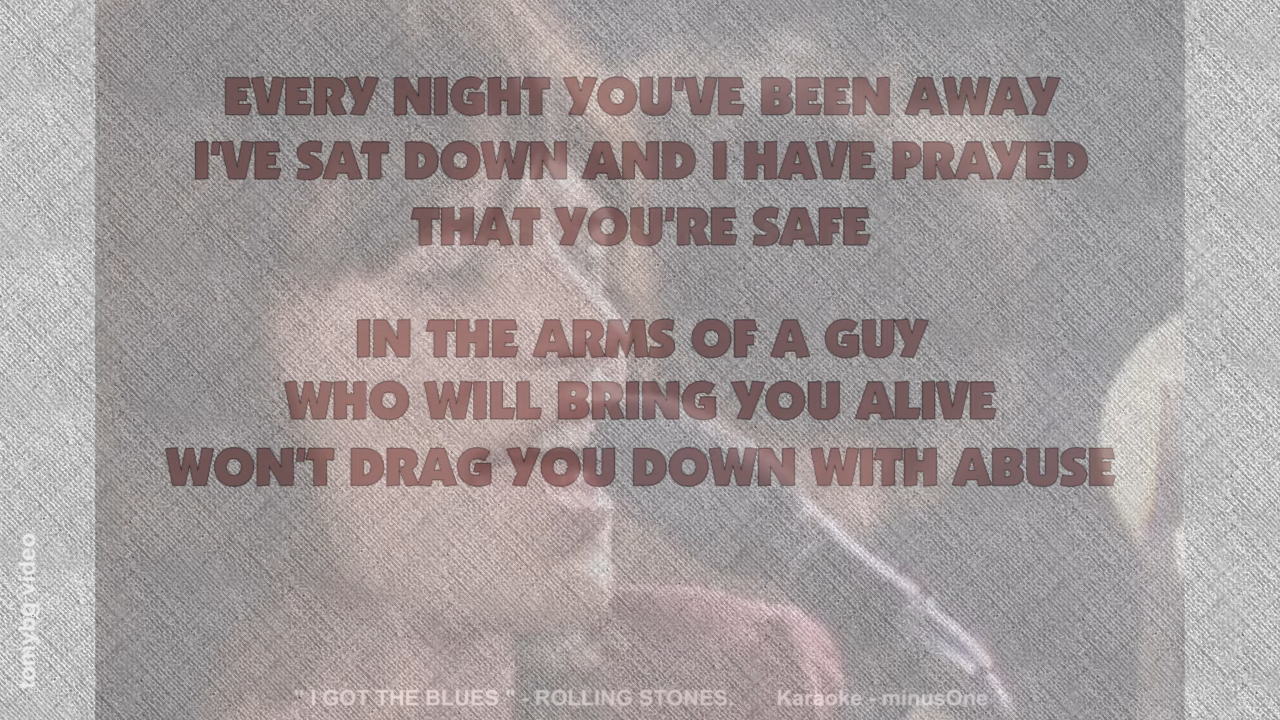 EVERY NIGHT YOU'VE BEEN AWAY
I'VE SAT DOWN AND I HAVE PRAYED
THAT YOU'RE SAFE
IN THE ARMS OF A GUY
WHO WILL BRING YOU ALIVE
WON'T DRAG YOU DOWN WITH ABUSE
tomybg video
" I GOT THE BLUES " - ROLLING STONES. Karaoke - minusOne